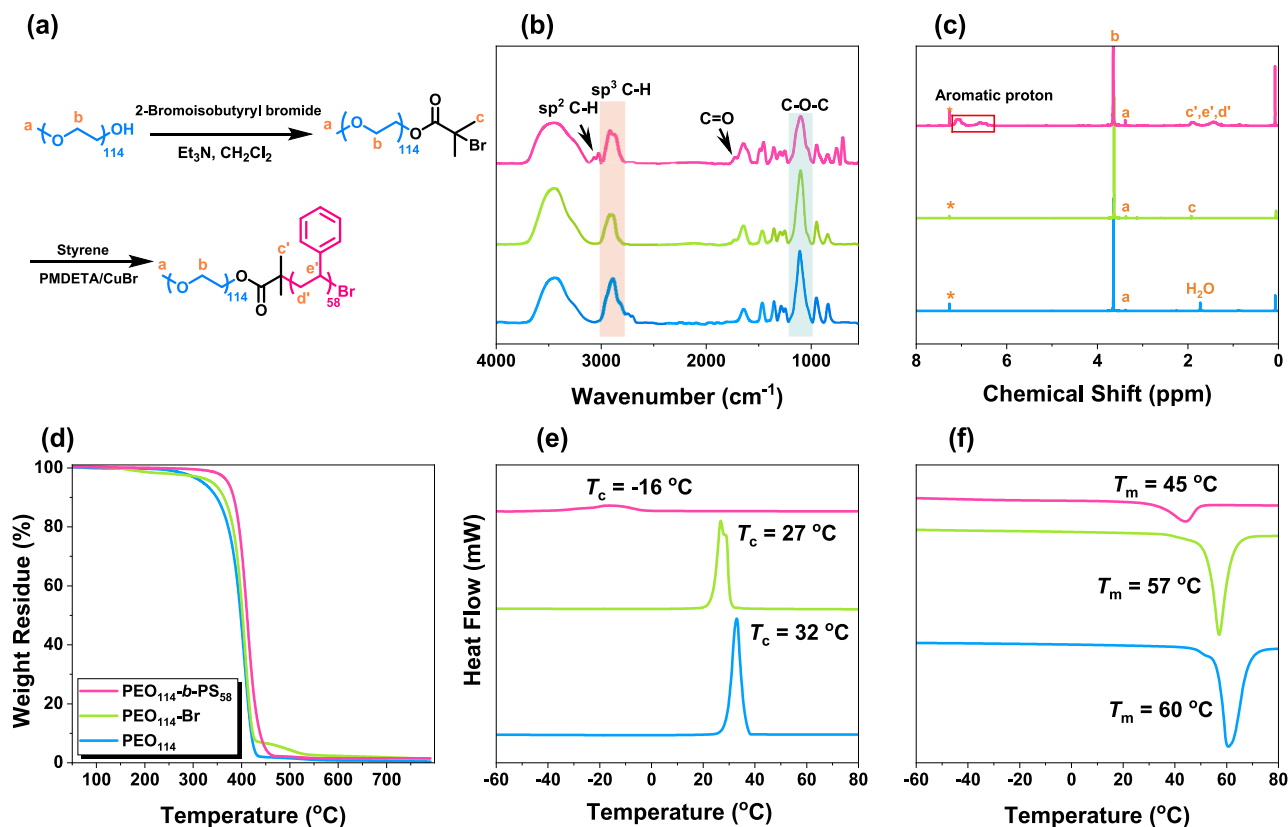 (a)
a
b
O
OH
114
2-Bromoisobutyryl bromide
Et₃N, CH₂Cl₂
a
O
b
114
O
O
c
Br
Styrene
PMDETA/CuBr
a
b
O
114
O
O
c'
d'
e'
Br
58
(b)
sp² C-H
sp³ C-H
C=O
C-O-C
4000 3000 2000 1000
Wavenumber (cm⁻¹)
(c)
b
Aromatic proton
a
c',e',d'
*
a
c
*
a
H₂O
8 6 4 2 0
Chemical Shift (ppm)
(d)
Weight Residue (%)
100
80
60
40
20
0
PEO₁₁₄-b-PS₅₈
PEO₁₁₄-Br
PEO₁₁₄
100 200 300 400 500 600 700
Temperature (°C)
(e)
Heat Flow (mW)
Tc = -16 °C
Tc = 27 °C
Tc = 32 °C
-60 -40 -20 0 20 40 60 80
Temperature (°C)
(f)
Tm = 45 °C
Tm = 57 °C
Tm = 60 °C
-60 -40 -20 0 20 40 60 80
Temperature (°C)